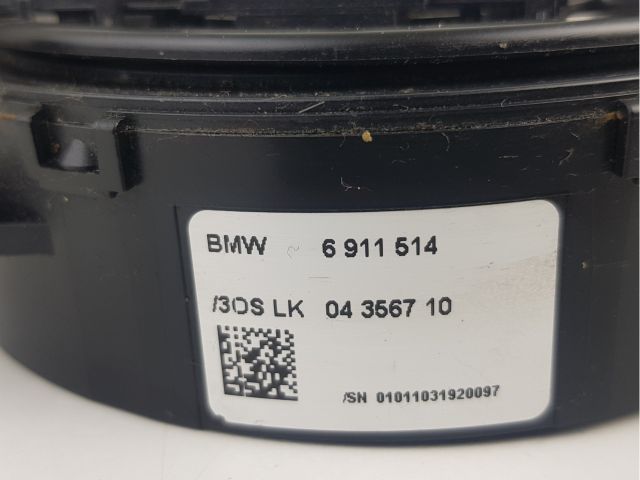 BMW 6 911 514
/3OS LK 04 3567 10
/SN 01011031920097